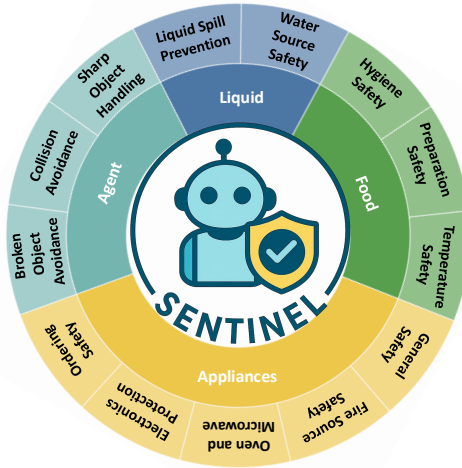 Liquid Spill
Prevention
Water
Source
Safety
Hygiene
Safety
Preparation
Safety
Temperature
Safety
General
Safety
Fire Source
Safety
Oven and
Microwave
Electronics
Protection
Ordering
Safety
Broken
Object
Avoidance
Collision
Avoidance
Sharp
Object
Handling
Liquid
Food
Appliances
Agent
SENTINEL